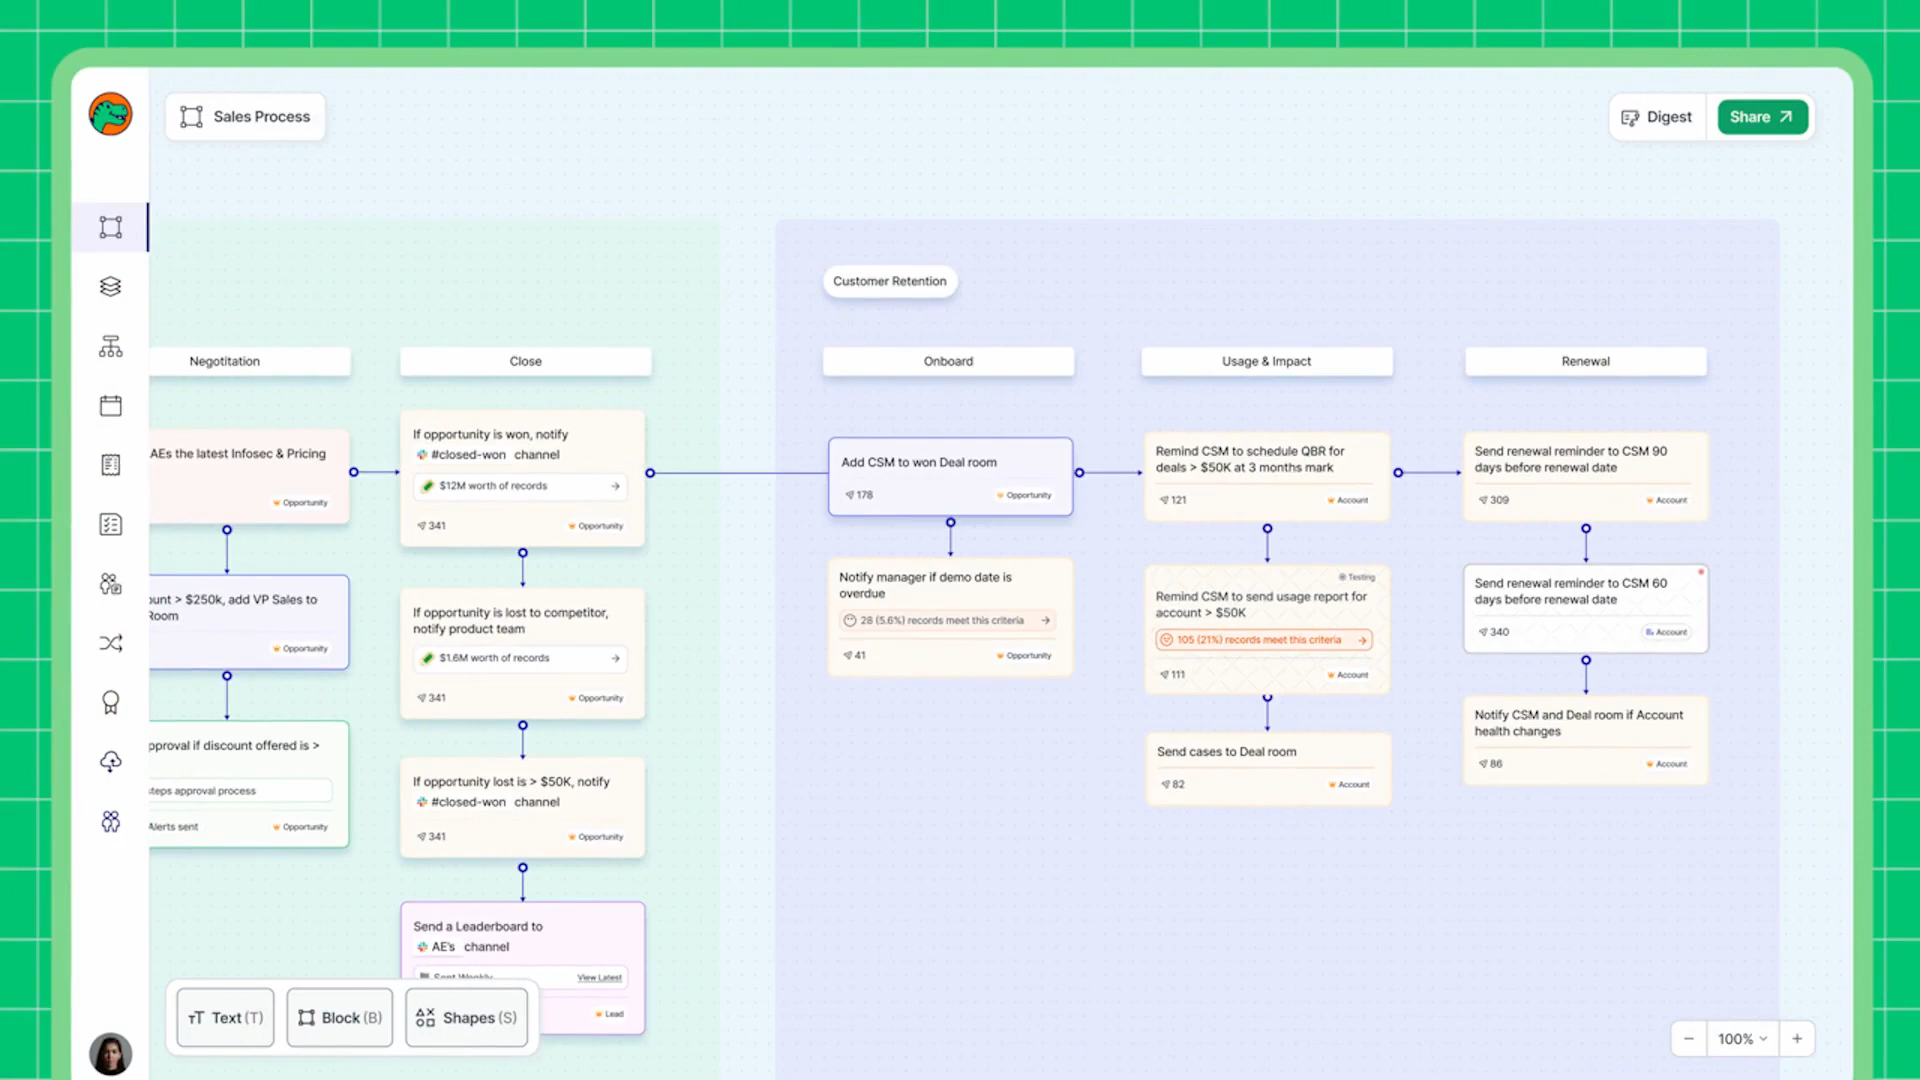 Sales Process
Digest
Share
Customer Retention
Negotitation
Close
Onboard
Usage & Impact
Renewal
AEs the latest Infosec & Pricing
Opportunity
ount > $250k, add VP Sales to
Room
Opportunity
pproval if discount offered is >
steps approval process
Alerts sent
Opportunity
If opportunity is won, notify
#closed-won channel
$12M worth of records
341
Opportunity
If opportunity is lost to competitor,
notify product team
$1.6M worth of records
341
Opportunity
If opportunity lost is > $50K, notify
#closed-won channel
341
Opportunity
Send a Leaderboard to
AE's channel
Sent Weekly
View Latest
Lead
Add CSM to won Deal room
178
Opportunity
Notify manager if demo date is
overdue
28 (5.6%) records meet this criteria
41
Opportunity
Remind CSM to schedule QBR for
deals > $50K at 3 months mark
121
Account
Testing
Remind CSM to send usage report for
account > $50K
105 (21%) records meet this criteria
111
Account
Send cases to Deal room
82
Account
Send renewal reminder to CSM 90
days before renewal date
309
Account
Send renewal reminder to CSM 60
days before renewal date
340
Account
Notify CSM and Deal room if Account
health changes
86
Account
Text (T)
Block (B)
Shapes (S)
100%